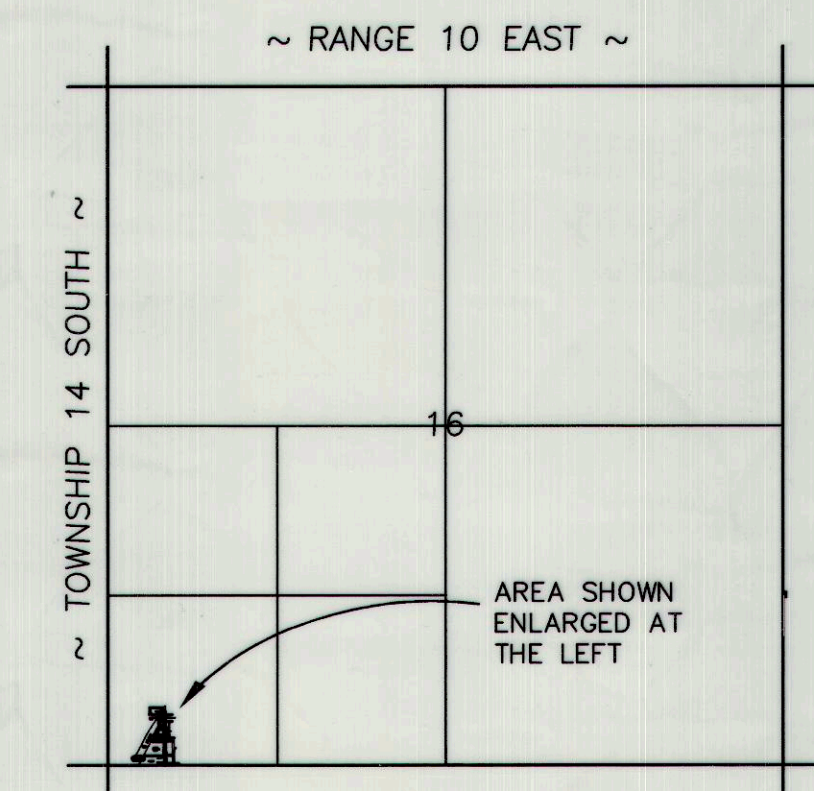 ~ RANGE 10 EAST ~
~ TOWNSHIP 14 SOUTH ~
16
AREA SHOWN
ENLARGED AT
THE LEFT